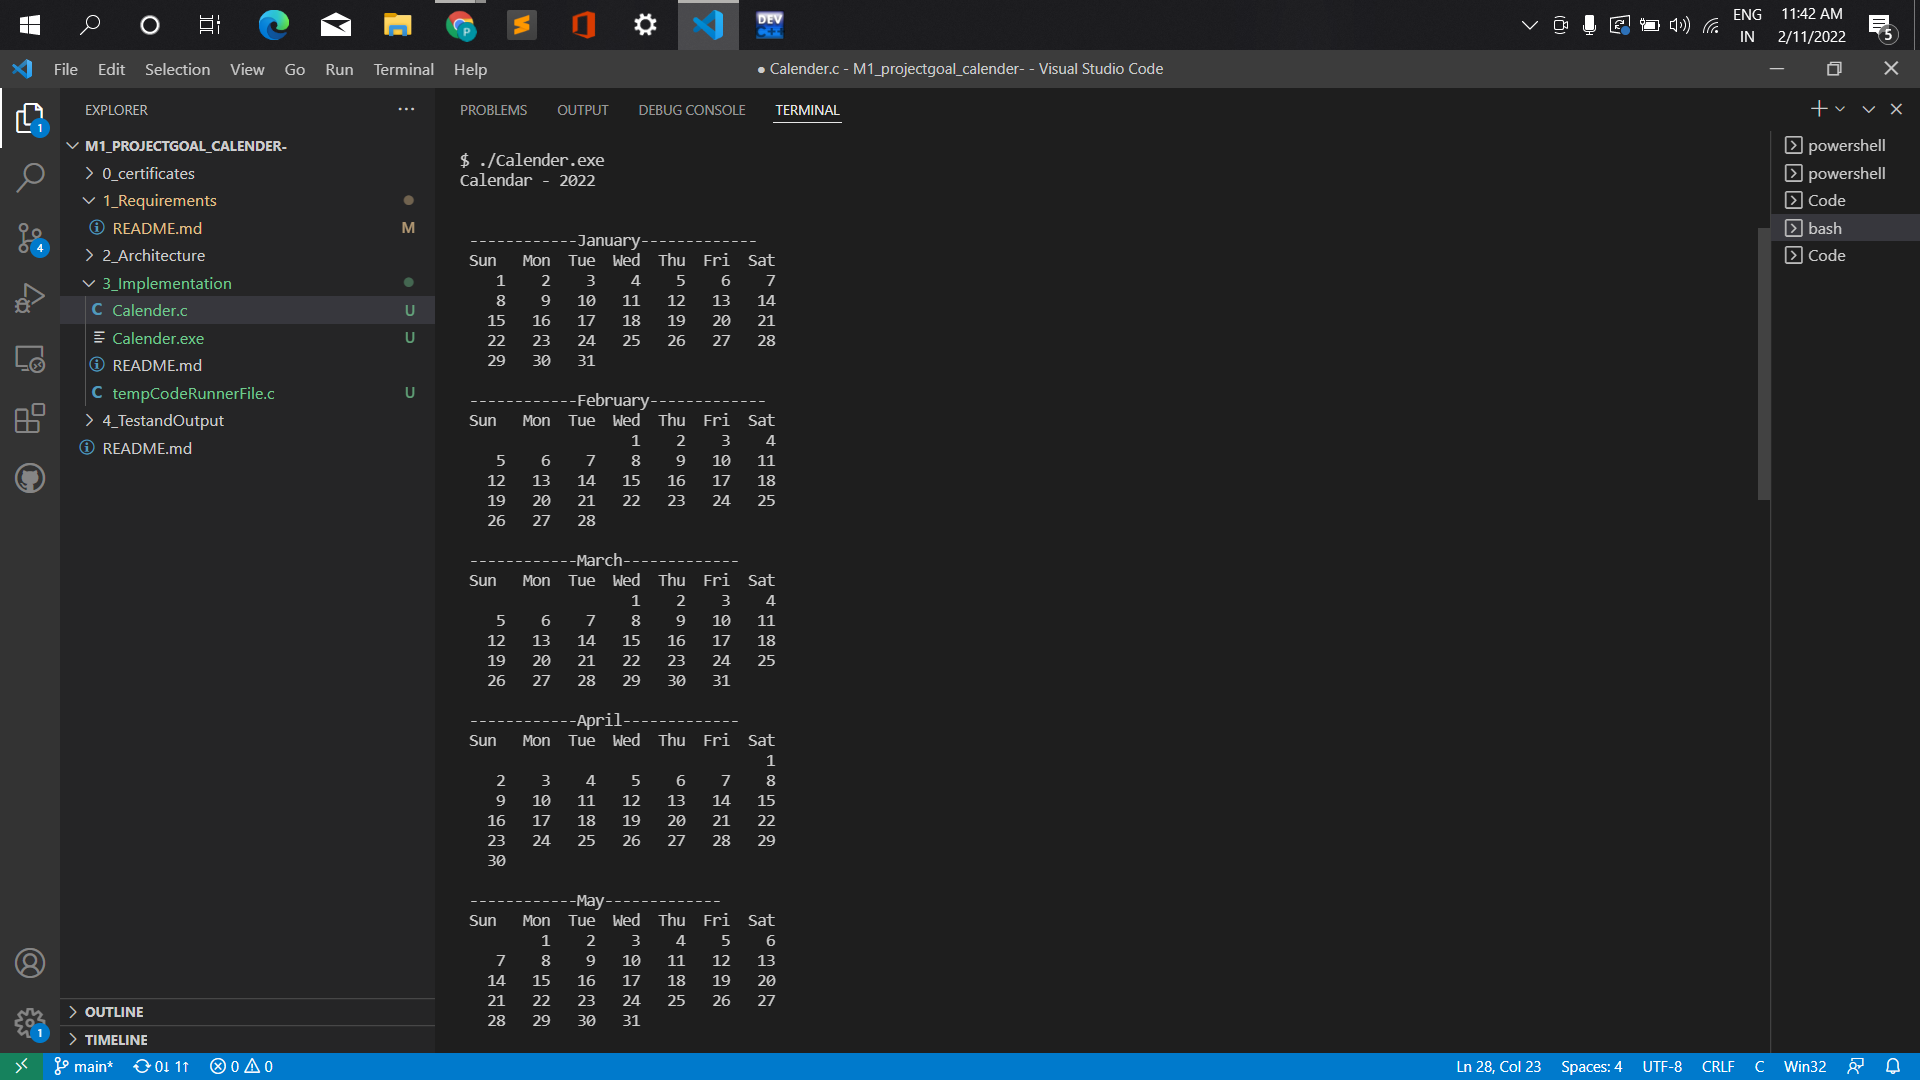 ENG
IN
11:42 AM
2/11/2022
5
DEV
C++
P
File Edit Selection View Go Run Terminal Help
● Calender.c - M1_projectgoal_calender- - Visual Studio Code
EXPLORER
M1_PROJECTGOAL_CALENDER-
0_certificates
1_Requirements
README.md M
2_Architecture
3_Implementation
Calender.c U
Calender.exe U
README.md
tempCodeRunnerFile.c U
4_TestandOutput
README.md
OUTLINE
TIMELINE
1
4
1
PROBLEMS OUTPUT DEBUG CONSOLE TERMINAL
$ ./Calender.exe
Calendar - 2022
------------January-------------
Sun Mon Tue Wed Thu Fri Sat
1 2 3 4 5 6 7
8 9 10 11 12 13 14
15 16 17 18 19 20 21
22 23 24 25 26 27 28
29 30 31
------------February-------------
Sun Mon Tue Wed Thu Fri Sat
1 2 3 4
5 6 7 8 9 10 11
12 13 14 15 16 17 18
19 20 21 22 23 24 25
26 27 28
------------March-------------
Sun Mon Tue Wed Thu Fri Sat
1 2 3 4
5 6 7 8 9 10 11
12 13 14 15 16 17 18
19 20 21 22 23 24 25
26 27 28 29 30 31
------------April-------------
Sun Mon Tue Wed Thu Fri Sat
1
2 3 4 5 6 7 8
9 10 11 12 13 14 15
16 17 18 19 20 21 22
23 24 25 26 27 28 29
30
------------May-------------
Sun Mon Tue Wed Thu Fri Sat
1 2 3 4 5 6
7 8 9 10 11 12 13
14 15 16 17 18 19 20
21 22 23 24 25 26 27
28 29 30 31
powershell
powershell
Code
bash
Code
main* 0↓ 1↑ 0 0
Ln 28, Col 23 Spaces: 4 UTF-8 CRLF C Win32